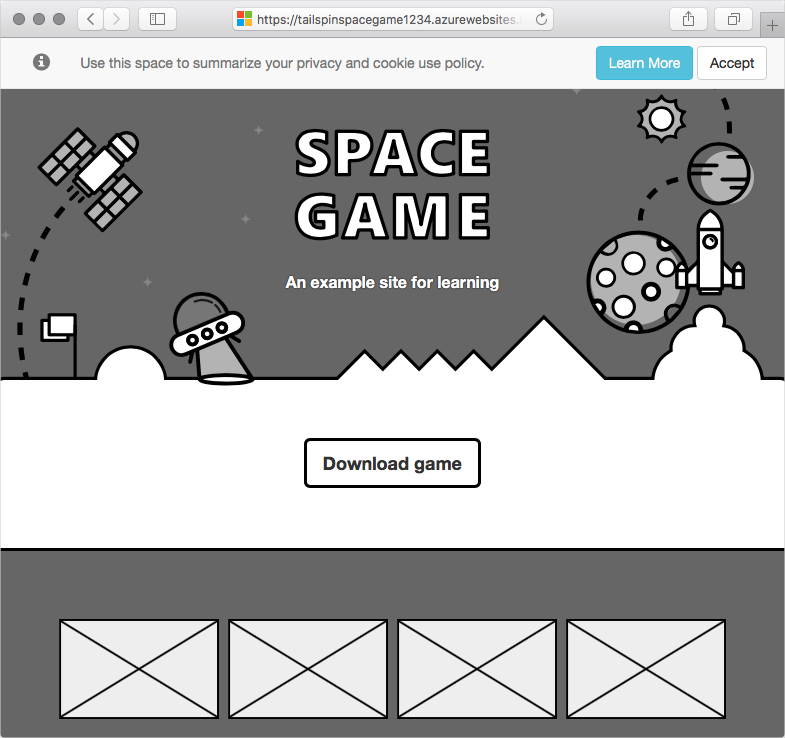 https://tailspinspacegame1234.azurewebsites.
Use this space to summarize your privacy and cookie use policy.
Learn More
Accept
SPACE
GAME
An example site for learning
Download game